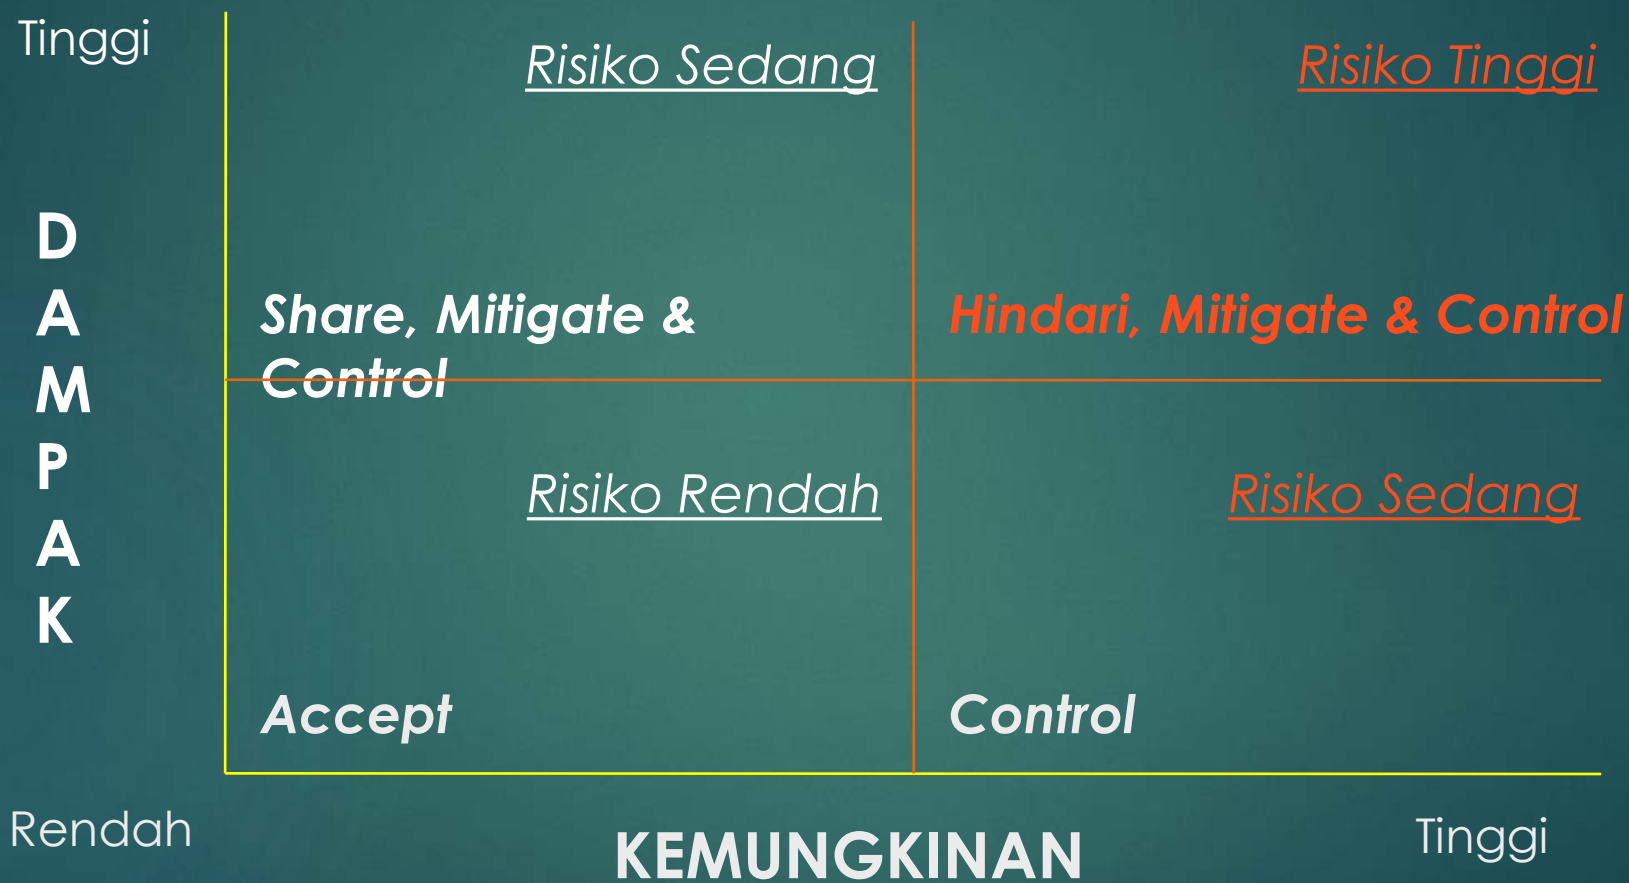 Tinggi
Risiko Sedang
Risiko Tinggi
D
A
M
P
A
K
Share, Mitigate &
Control
Hindari, Mitigate & Control
Risiko Rendah
Risiko Sedang
Accept
Control
Rendah
KEMUNGKINAN
Tinggi